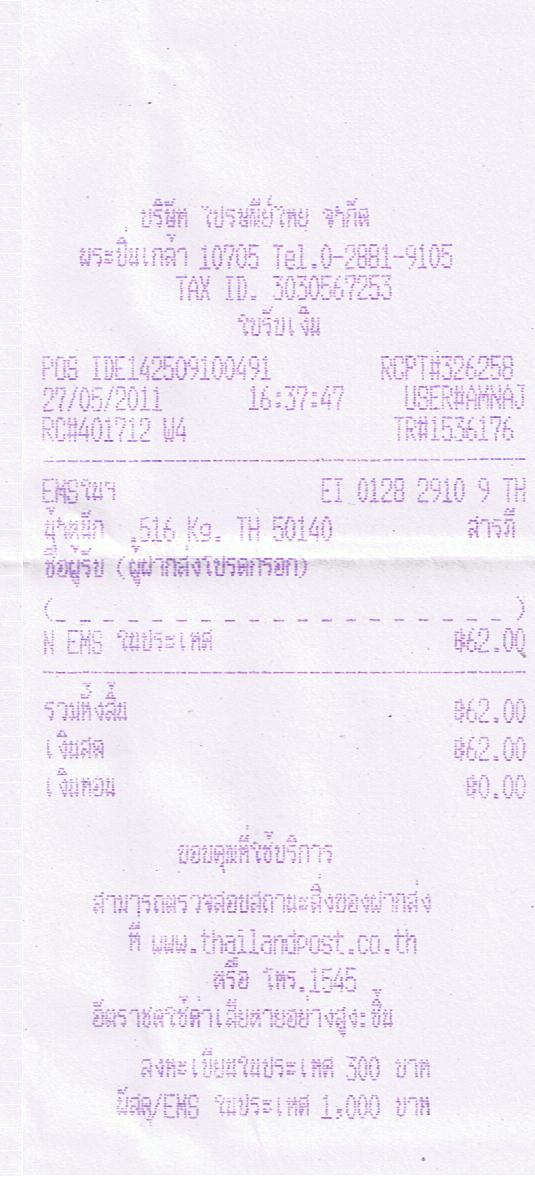 บริษัท ไปรษณีย์ไทย จำกัด
พระปิ่นเกล้า 10705 Tel.0-2881-9105
TAX ID. 3030567253
ใบรับเงิน
POS IDE142509100491 RCPT#326258
27/05/2011 16:37:47 USER#AMNAJ
RC#401712 W4 TR#1536176
EMSในฯ EI 0128 2910 9 TH
น้ำหนัก .516 Kg. TH 50140 สารภี
ชื่อผู้รับ (ผู้ฝากส่งโปรดกรอก)
(_ _ _ _ _ _ _ _ _ _ _ _ _ _ _ _ _ _ _ _)
N EMS ในประเทศ ฿62.00
รวมทั้งสิ้น ฿62.00
เงินสด ฿62.00
เงินทอน ฿0.00
ขอบคุณที่ใช้บริการ
สามารถตรวจสอบสถานะสิ่งของฝากส่ง
ที่ www.thailandpost.co.th
หรือ โทร.1545
อัตราชดใช้ค่าเสียหายอย่างสูง:ชิ้น
ลงทะเบียนในประเทศ 300 บาท
พัสดุ/EMS ในประเทศ 1,000 บาท